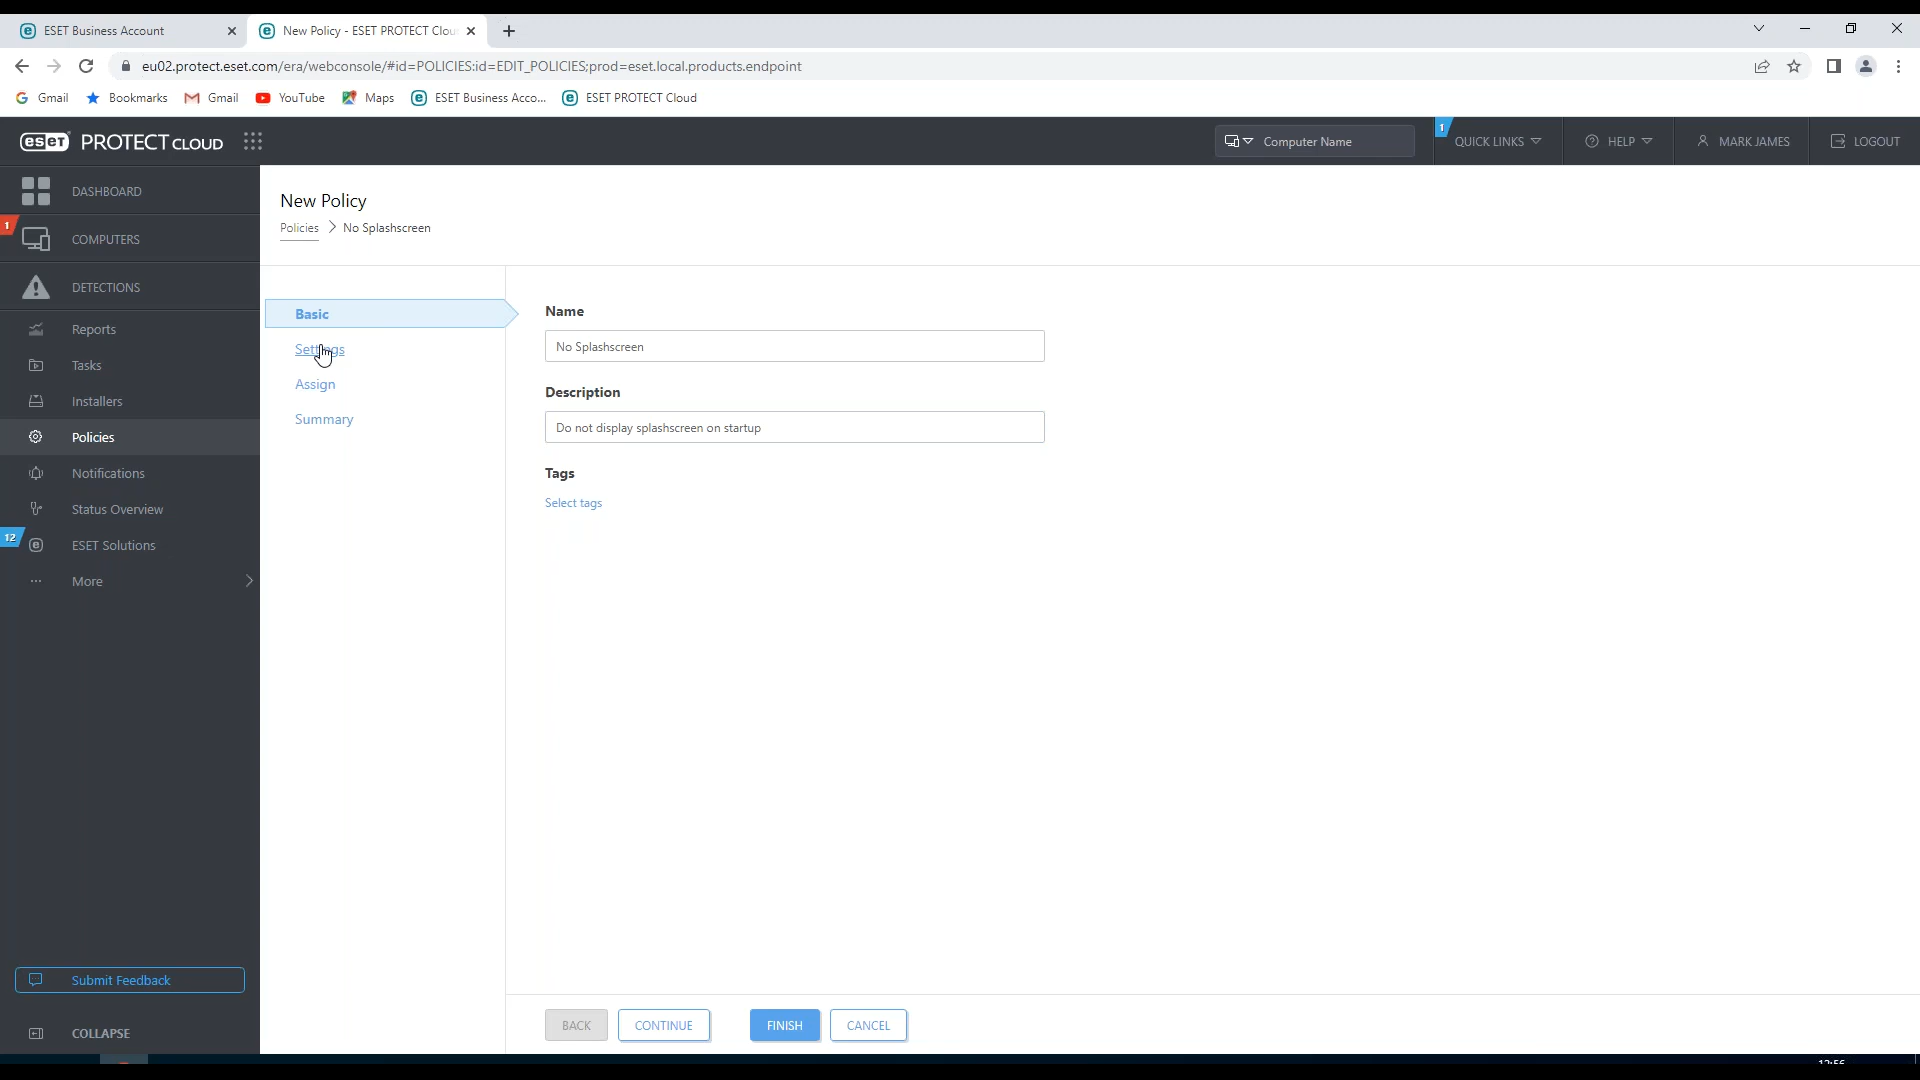 ESET Business Account
New Policy - ESET PROTECT Clou
eu02.protect.eset.com/era/webconsole/#id=POLICIES:id=EDIT_POLICIES;prod=eset.local.products.endpoint
Gmail Bookmarks Gmail YouTube Maps ESET Business Acco... ESET PROTECT Cloud
eseT PROTECT CLOUD
Computer Name
1
QUICK LINKS
HELP
MARK JAMES
LOGOUT
DASHBOARD
1
COMPUTERS
DETECTIONS
Reports
Tasks
Installers
Policies
Notifications
Status Overview
12
ESET Solutions
More
Submit Feedback
COLLAPSE
New Policy
Policies > No Splashscreen
Basic
Settings
Assign
Summary
Name
No Splashscreen
Description
Do not display splashscreen on startup
Tags
Select tags
BACK CONTINUE FINISH CANCEL